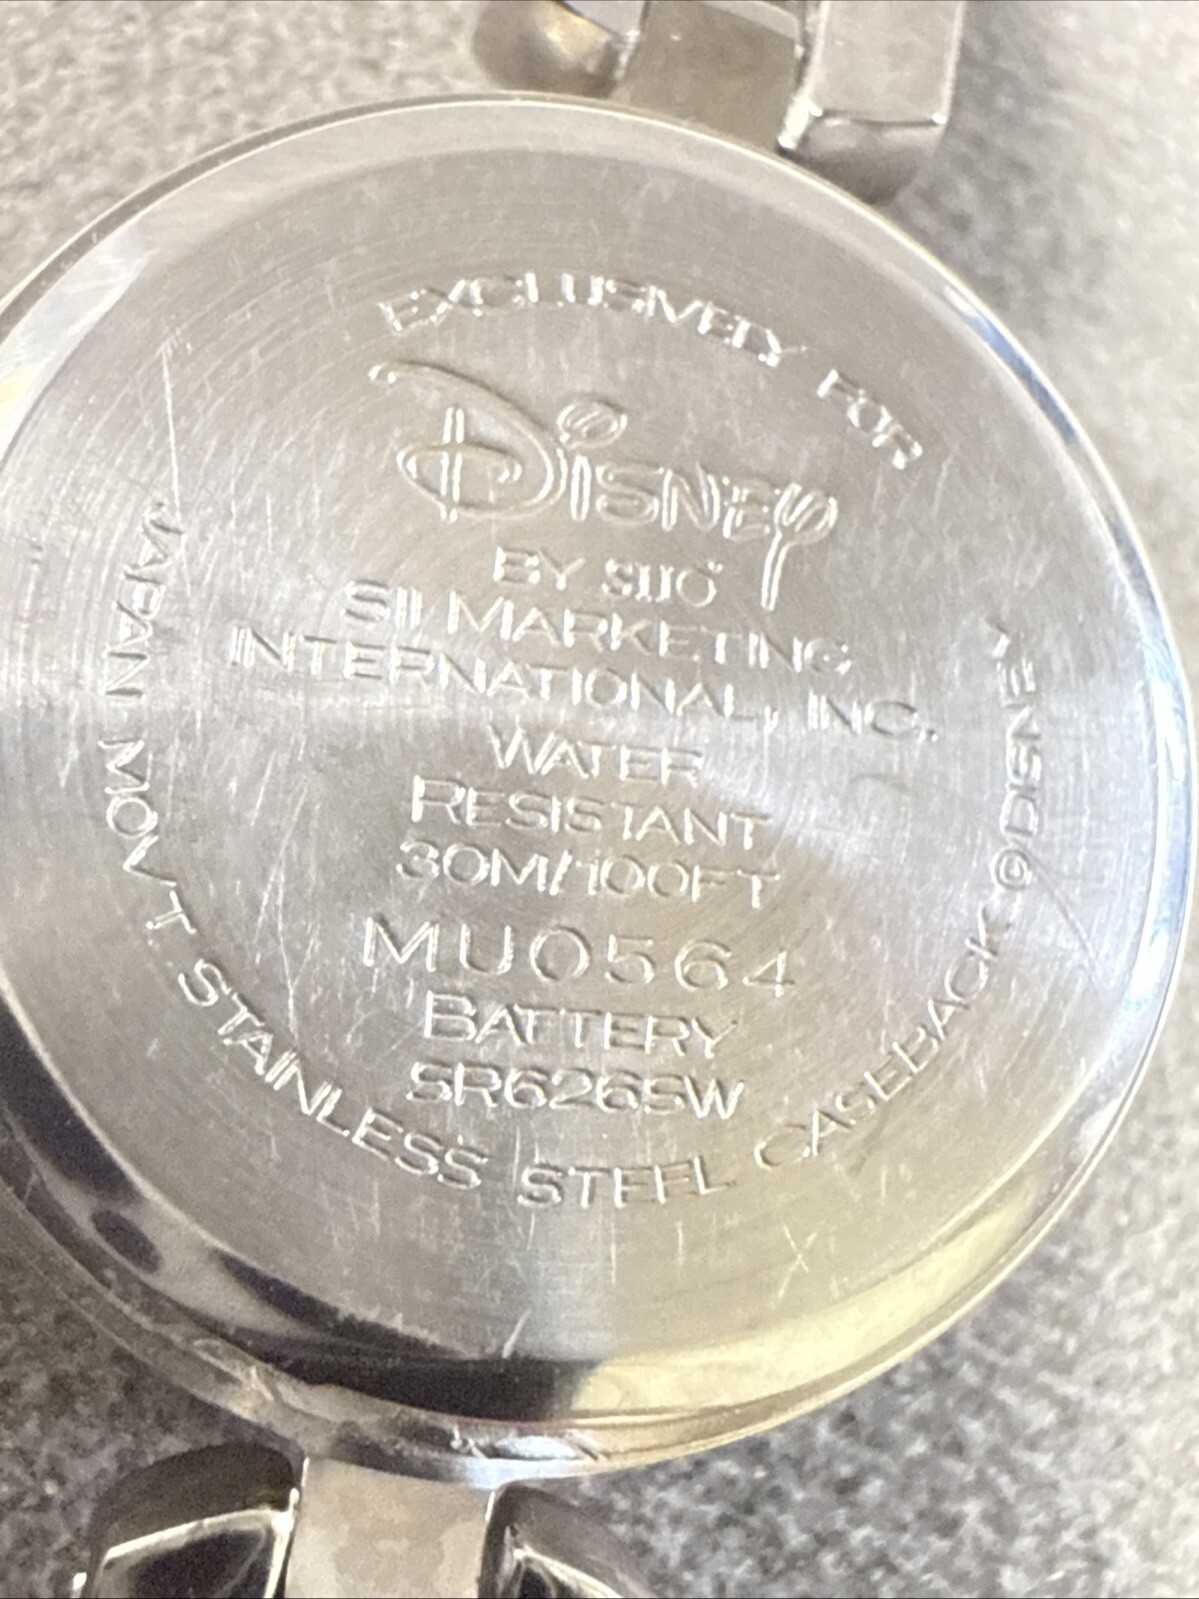 EXCLUSIVELY FOR
Disney
BY SIIO
SII MARKETING
INTERNATIONAL, INC.
WATER
RESISTANT
30M/100FT
MU0564
BATTERY
SR626SW
JAPAN MOV'T STAINLESS STEEL CASEBACK ©DISNEY